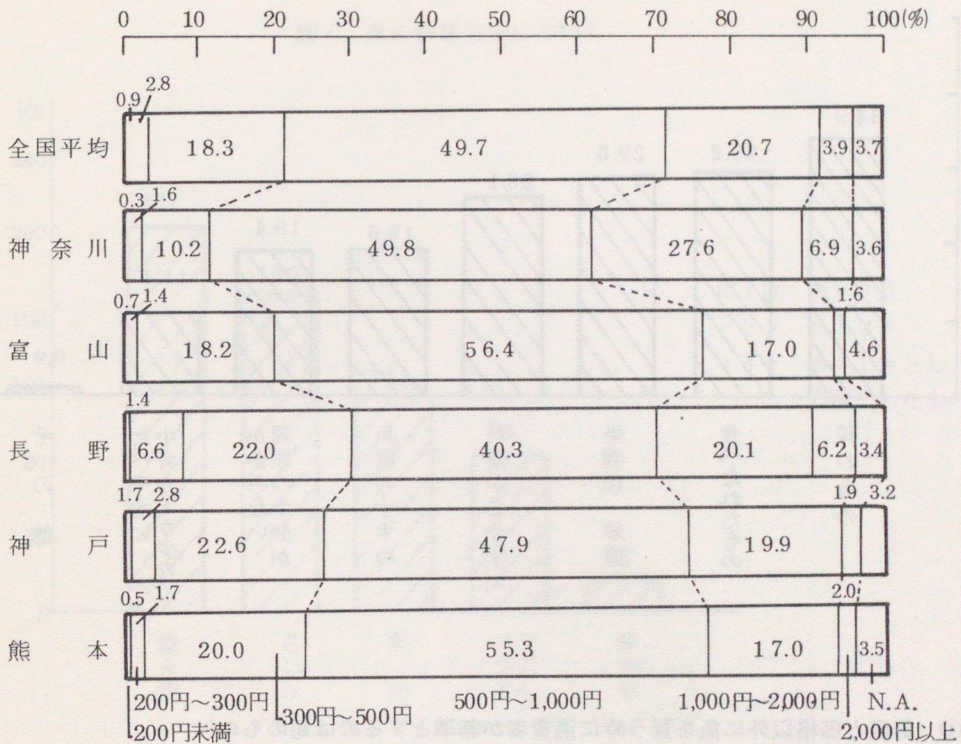 0 10 20 30 40 50 60 70 80 90 100(%)
0.9 2.8
全国平均 18.3 49.7 20.7 3.9 3.7
0.3 1.6
神奈川 10.2 49.8 27.6 6.9 3.6
0.7 1.4 1.6
富山 18.2 56.4 17.0 4.6
1.4
長野 6.6 22.0 40.3 20.1 6.2 3.4
1.7 2.8 1.9 3.2
神戸 22.6 47.9 19.9
0.5 1.7 2.0
熊本 20.0 55.3 17.0 3.5
200円～300円 300円～500円 500円～1,000円 1,000円～2,000円 N.A.
200円未満 2,000円以上